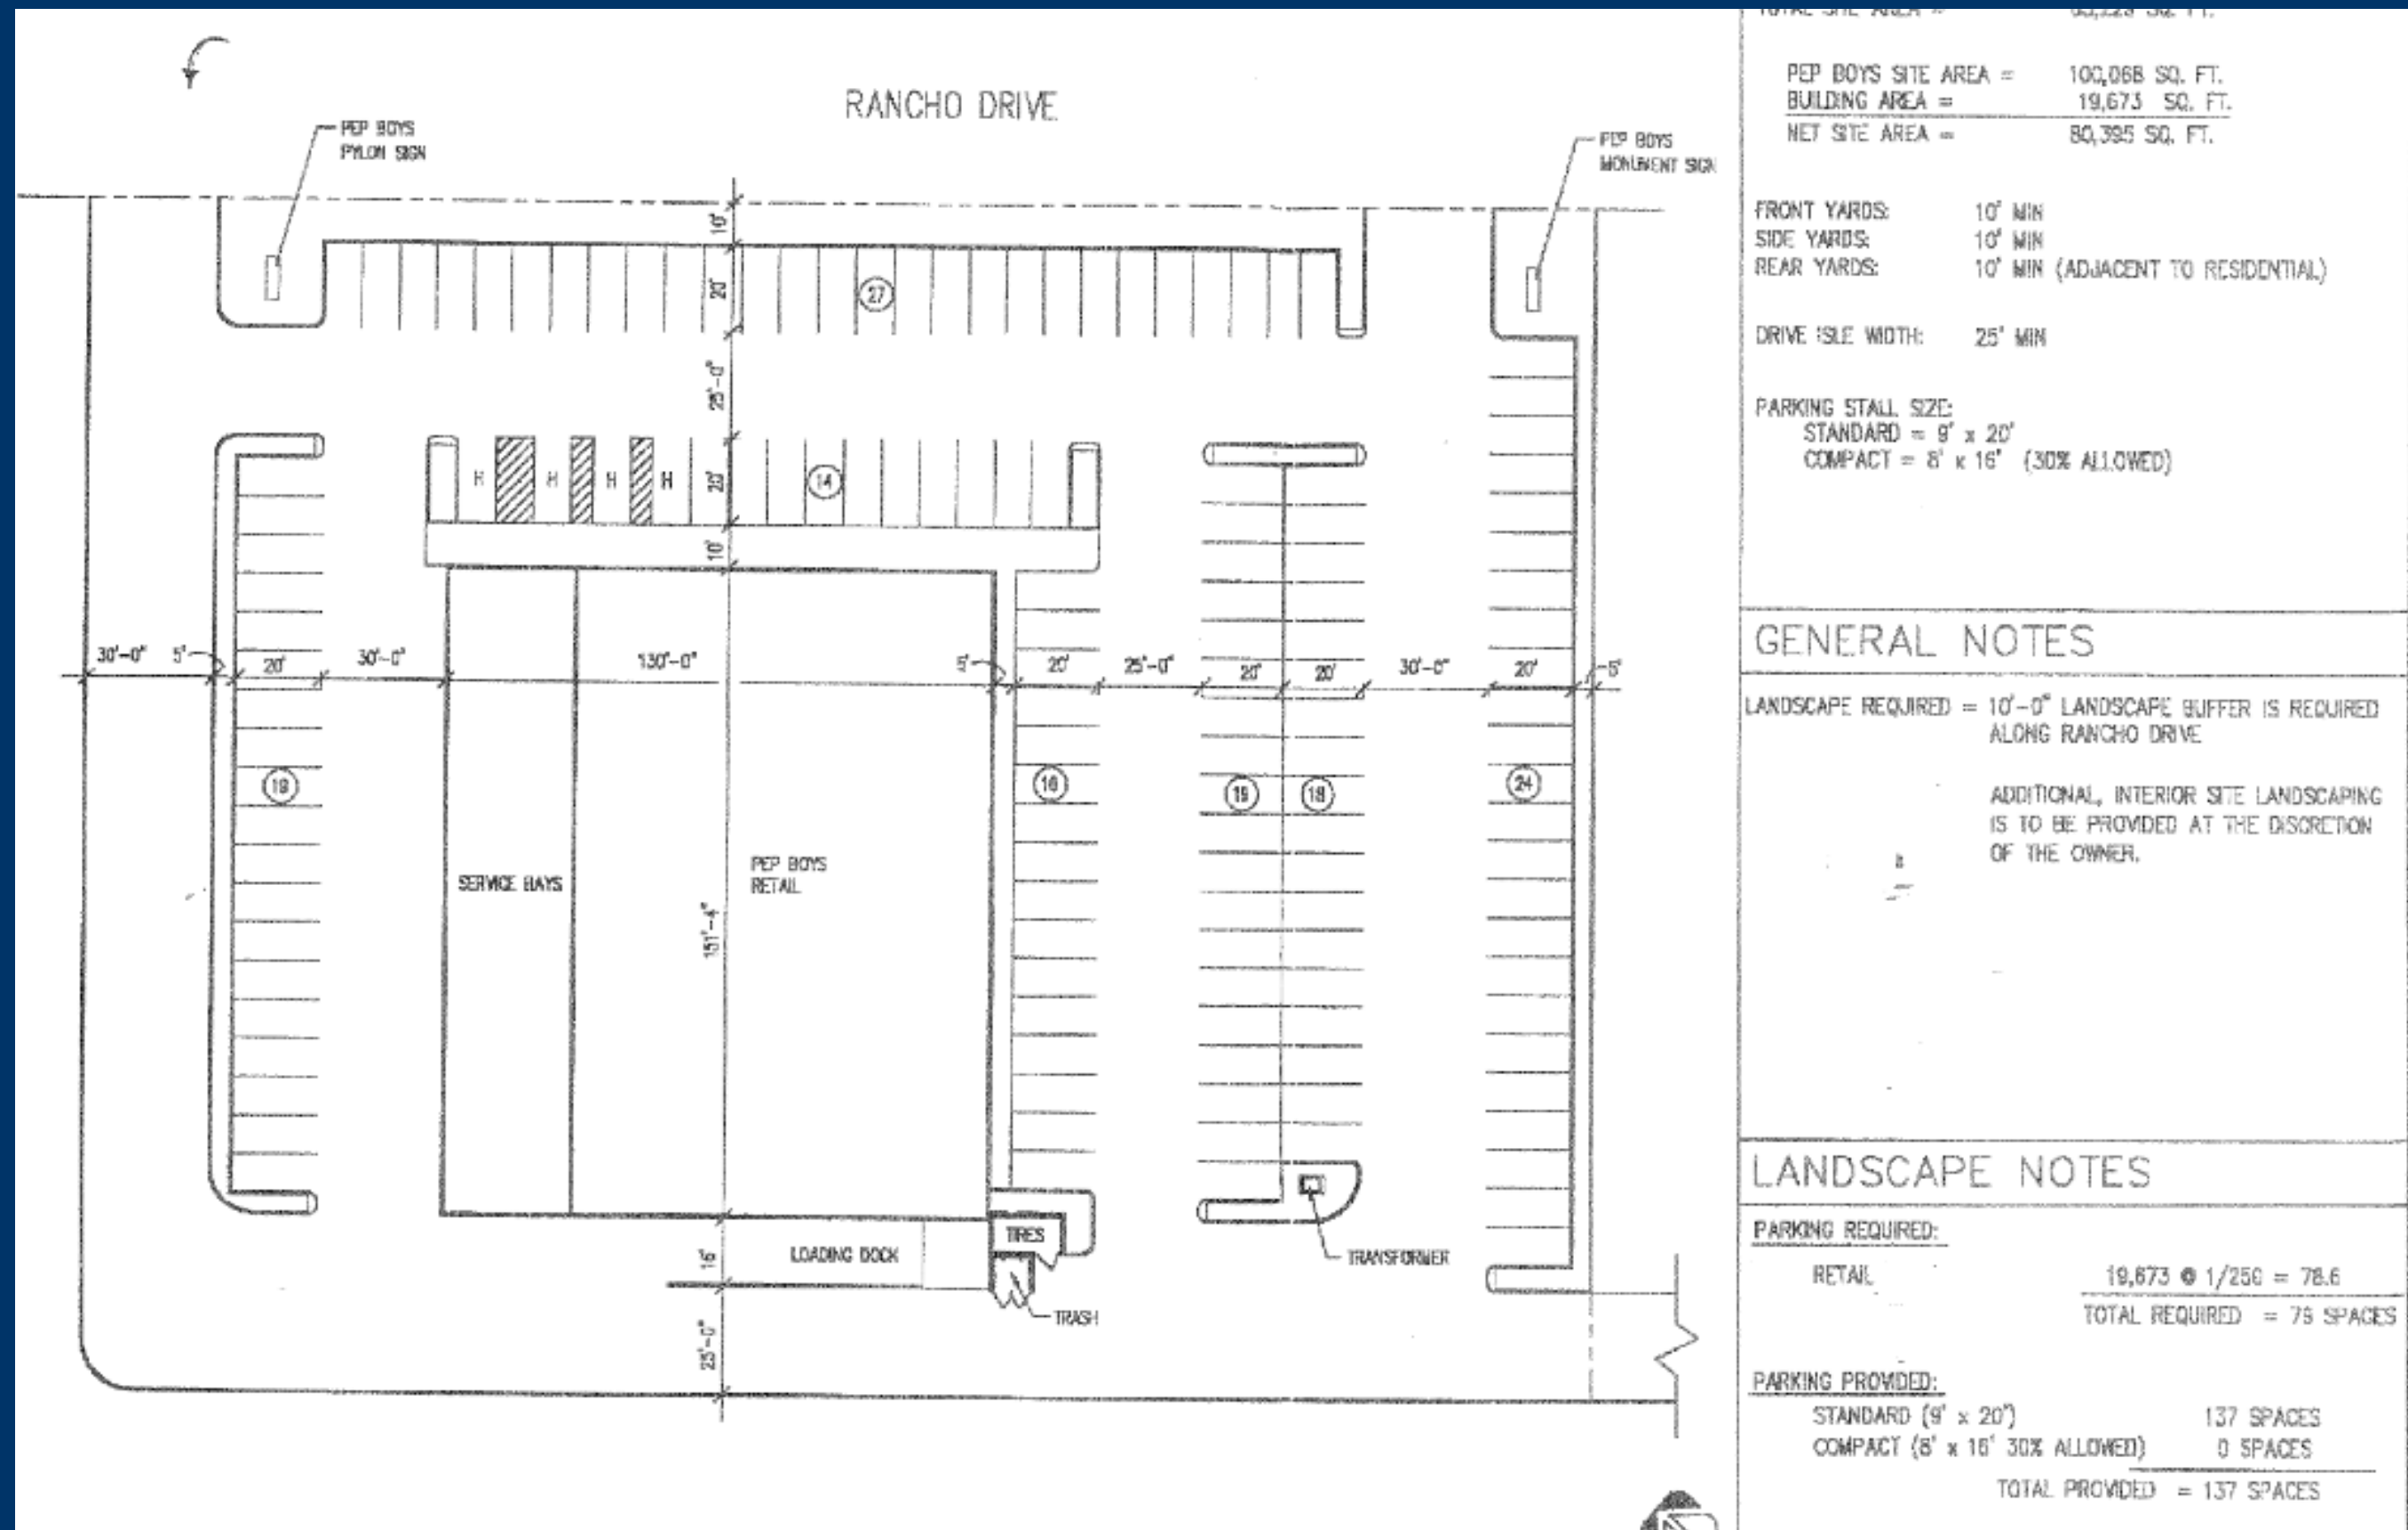 RANCHO DRIVE
PEP BOYS
PYLON SIGN
PEP BOYS
MONUMENT SIGN
10'
20'
27
25'-0"
H
H
H
H
20'
14
10'
30'-0"
5'
20'
30'-0"
130'-0"
5'
20'
25'-0"
20'
20'
30'-0"
20'
5'
19
16
19
18
24
SERVICE BAYS
PEP BOYS
RETAIL
151'-4"
16'
LOADING DOCK
TIRES
TRASH
TRANSFORMER
25'-0"
TOTAL SITE AREA =
SQ. FT.
PEP BOYS SITE AREA = 100,068 SQ. FT.
BUILDING AREA = 19,673 SQ. FT.
NET SITE AREA = 80,395 SQ. FT.
FRONT YARDS: 10' MIN
SIDE YARDS: 10' MIN
REAR YARDS: 10' MIN (ADJACENT TO RESIDENTIAL)
DRIVE ISLE WIDTH: 25' MIN
PARKING STALL SIZE:
STANDARD = 9' x 20'
COMPACT = 8' x 16' (30% ALLOWED)
GENERAL NOTES
LANDSCAPE REQUIRED = 10'-0" LANDSCAPE BUFFER IS REQUIRED
ALONG RANCHO DRIVE
ADDITIONAL, INTERIOR SITE LANDSCAPING
IS TO BE PROVIDED AT THE DISCRETION
OF THE OWNER.
LANDSCAPE NOTES
PARKING REQUIRED:
RETAIL 19,673 @ 1/250 = 78.6
TOTAL REQUIRED = 79 SPACES
PARKING PROVIDED:
STANDARD (9' x 20') 137 SPACES
COMPACT (8' x 16' 30% ALLOWED) 0 SPACES
TOTAL PROVIDED = 137 SPACES